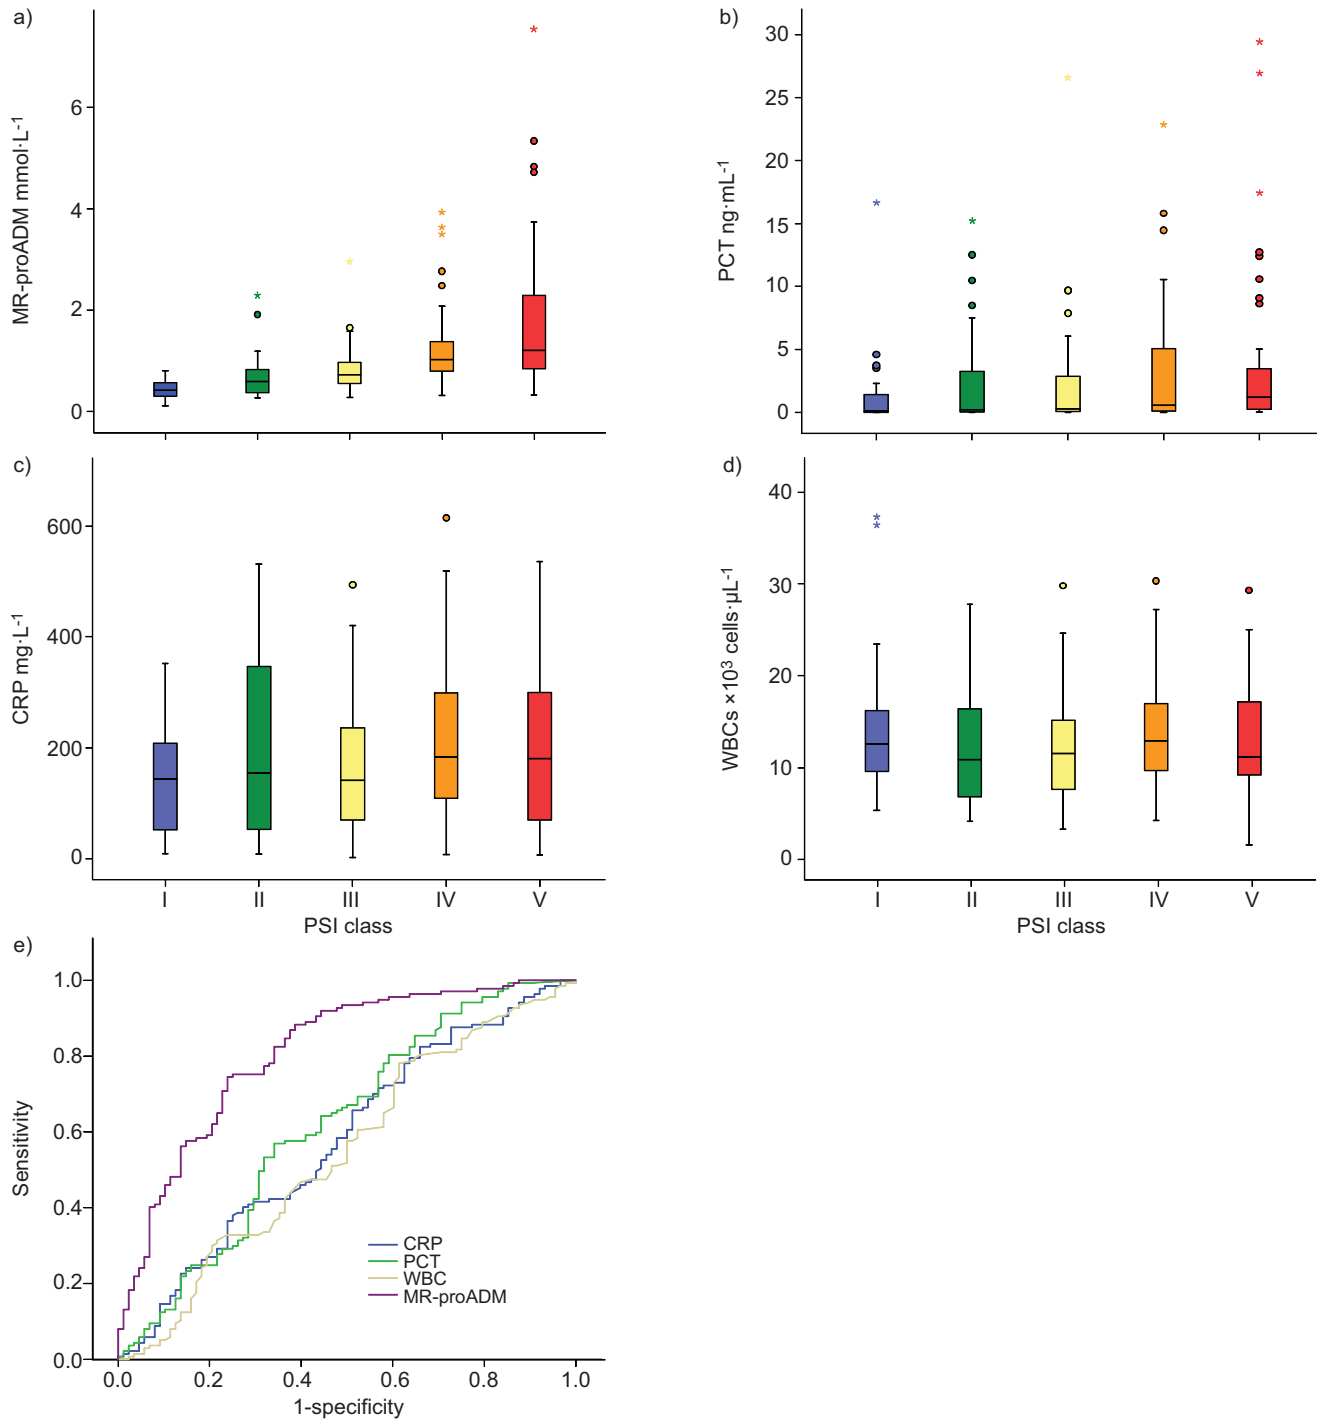 a)
MR-proADM mmol·L-1
6
4
2
0
b)
PCT ng·mL-1
30
25
20
15
10
5
0
c)
CRP mg·L-1
600
400
200
0
I II III IV V
PSI class
d)
WBCs ×10³ cells·µL-1
40
30
20
10
0
I II III IV V
PSI class
e)
Sensitivity
1.0
0.8
0.6
0.4
0.2
0.0
CRP
PCT
WBC
MR-proADM
0.0 0.2 0.4 0.6 0.8 1.0
1-specificity